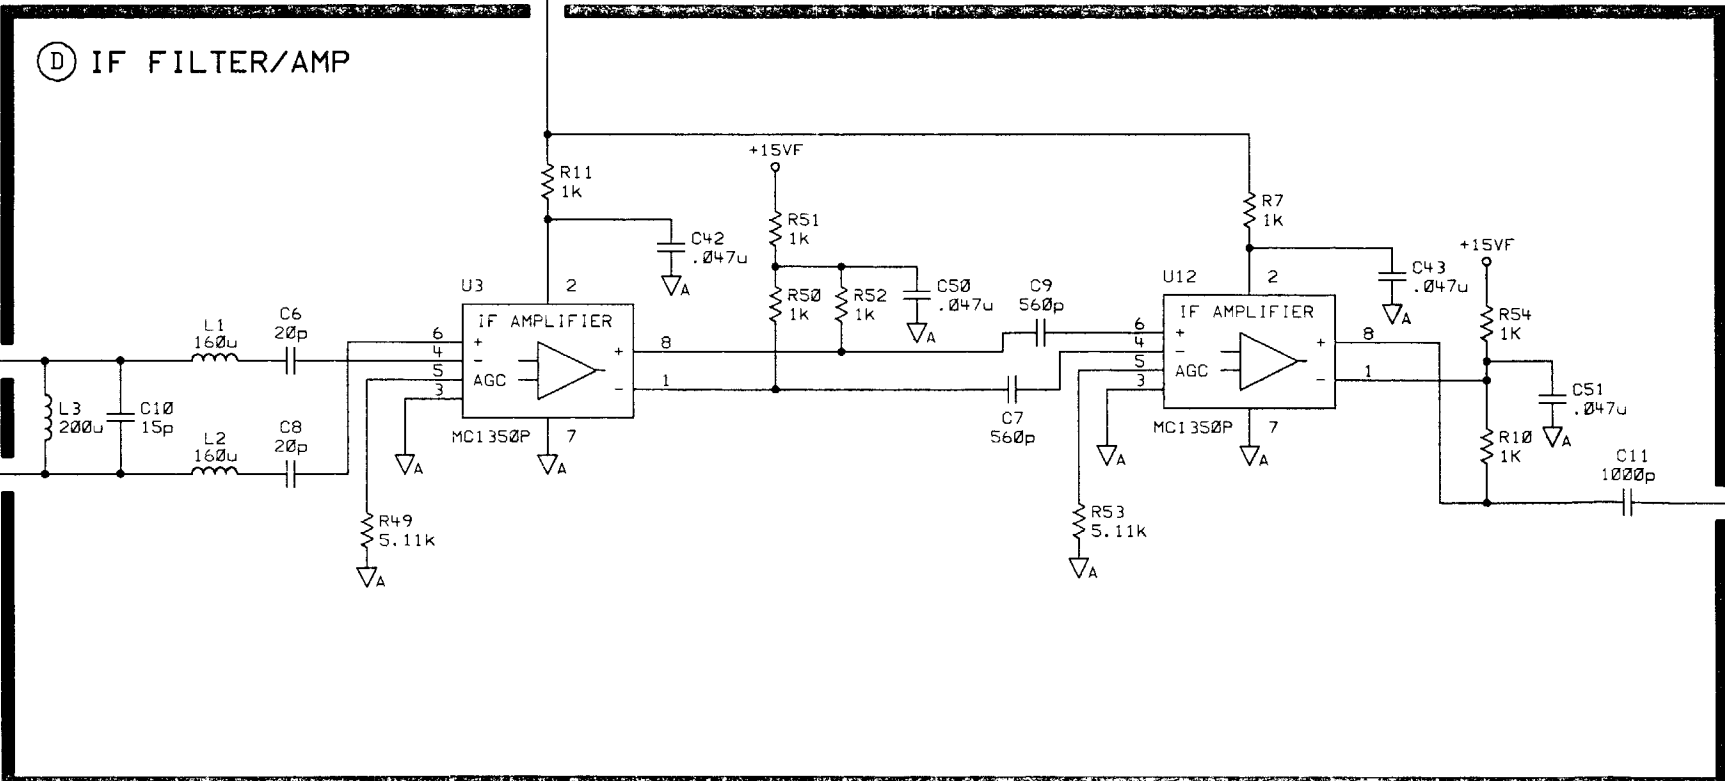 D IF FILTER/AMP
R11
1k
+15VF
R51
1k
R7
1k
C42
.047u
A
+15VF
U3
2
R50
1k
R52
1k
C50
.047u
A
C9
560p
U12
2
C43
.047u
A
R54
1K
L1
160u
C6
20p
IF AMPLIFIER
6
+
4
-
5
AGC
3
8
+
1
-
MC1350P
7
A
A
L3
200u
C10
15p
L2
160u
C8
20p
R49
5.11k
A
C7
560p
IF AMPLIFIER
6
+
4
-
5
AGC
3
8
+
1
-
MC1350P
7
A
A
C51
.047u
A
R10
1K
C11
1000p
R53
5.11k
A